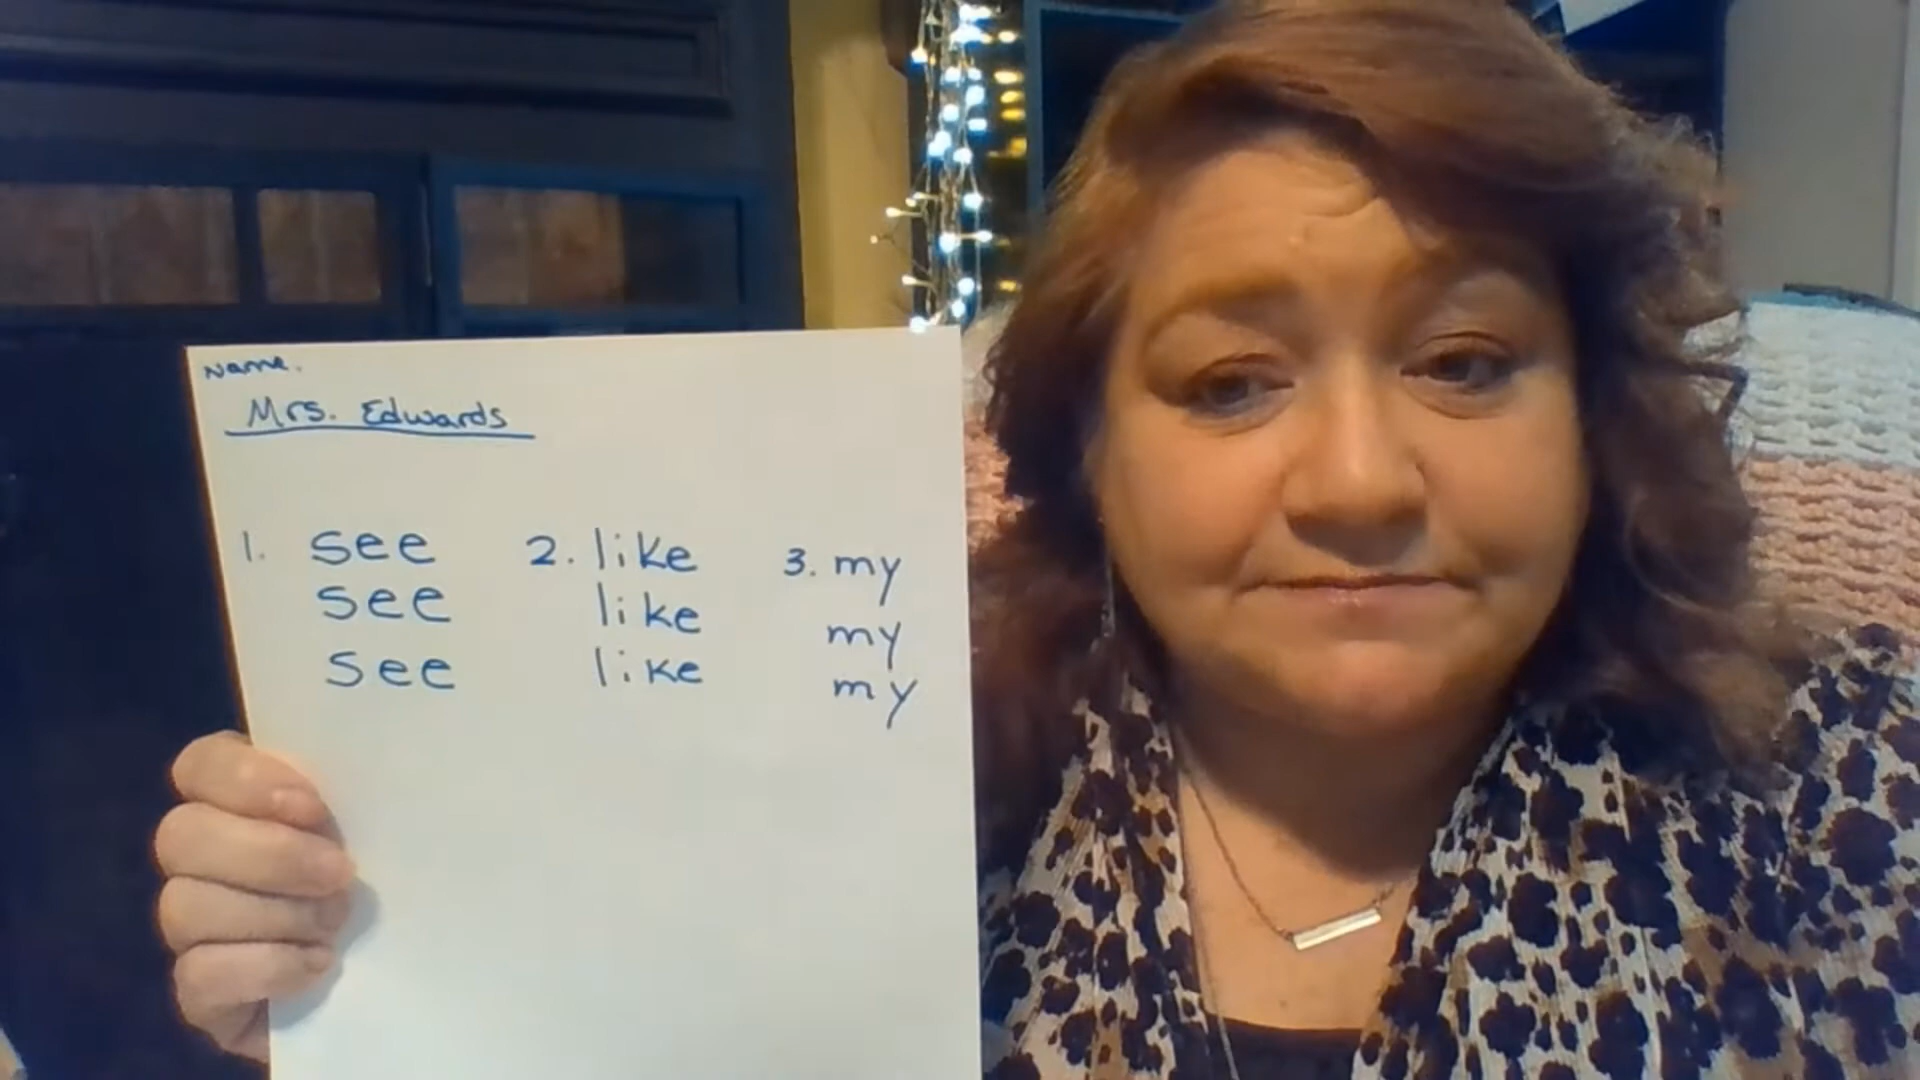 Name.
Mrs. Edwards
1. see 2. like 3. my
see like my
see like my